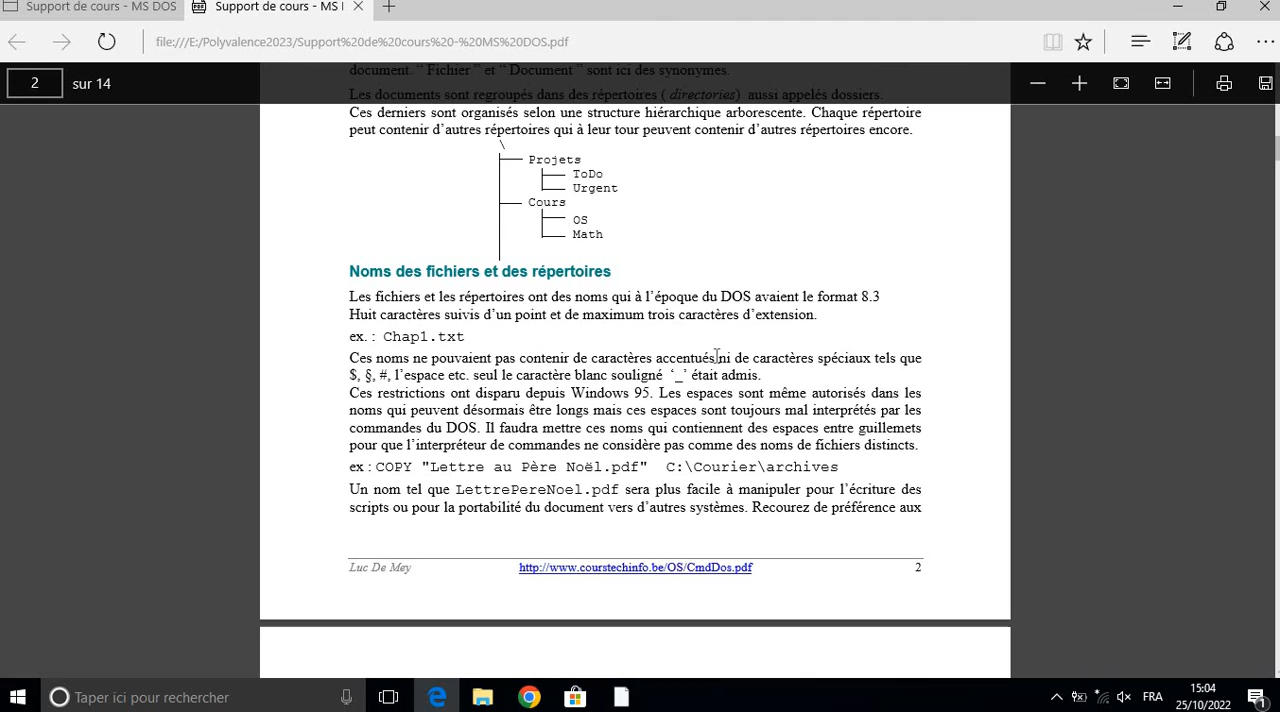 Support de cours - MS DOS
Support de cours - MS I
file:///E:/Polyvalence2023/Support%20de%20cours%20-%20MS%20DOS.pdf
2 sur 14
document. “ Fichier ” et “ Document ” sont ici des synonymes.
Les documents sont regroupés dans des répertoires ( directories) aussi appelés dossiers.
Ces derniers sont organisés selon une structure hiérarchique arborescente. Chaque répertoire
peut contenir d’autres répertoires qui à leur tour peuvent contenir d’autres répertoires encore.
\
Projets
ToDo
Urgent
Cours
OS
Math
Noms des fichiers et des répertoires
Les fichiers et les répertoires ont des noms qui à l’époque du DOS avaient le format 8.3
Huit caractères suivis d’un point et de maximum trois caractères d’extension.
ex. : Chap1.txt
Ces noms ne pouvaient pas contenir de caractères accentués ni de caractères spéciaux tels que
$, §, #, l’espace etc. seul le caractère blanc souligné ‘_’ était admis.
Ces restrictions ont disparu depuis Windows 95. Les espaces sont même autorisés dans les
noms qui peuvent désormais être longs mais ces espaces sont toujours mal interprétés par les
commandes du DOS. Il faudra mettre ces noms qui contiennent des espaces entre guillemets
pour que l’interpréteur de commandes ne considère pas comme des noms de fichiers distincts.
ex : COPY "Lettre au Père Noël.pdf" C:\Courier\archives
Un nom tel que LettrePereNoel.pdf sera plus facile à manipuler pour l’écriture des
scripts ou pour la portabilité du document vers d’autres systèmes. Recourez de préférence aux
Luc De Mey http://www.courstechinfo.be/OS/CmdDos.pdf 2
Taper ici pour rechercher
FRA
15:04
25/10/2022
1